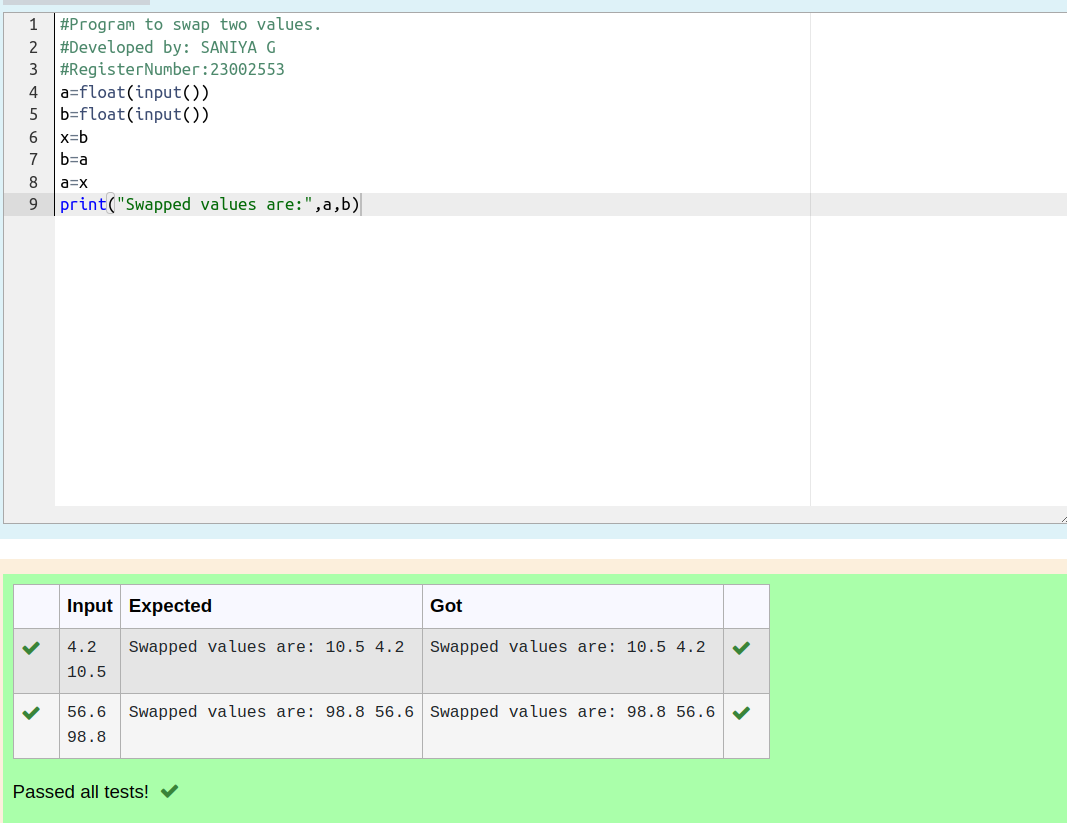 1 #Program to swap two values.
2 #Developed by: SANIYA G
3 #RegisterNumber:23002553
4 a=float(input())
5 b=float(input())
6 x=b
7 b=a
8 a=x
9 print("Swapped values are:",a,b)
Input Expected Got
4.2 Swapped values are: 10.5 4.2 Swapped values are: 10.5 4.2
10.5
56.6 Swapped values are: 98.8 56.6 Swapped values are: 98.8 56.6
98.8
Passed all tests!